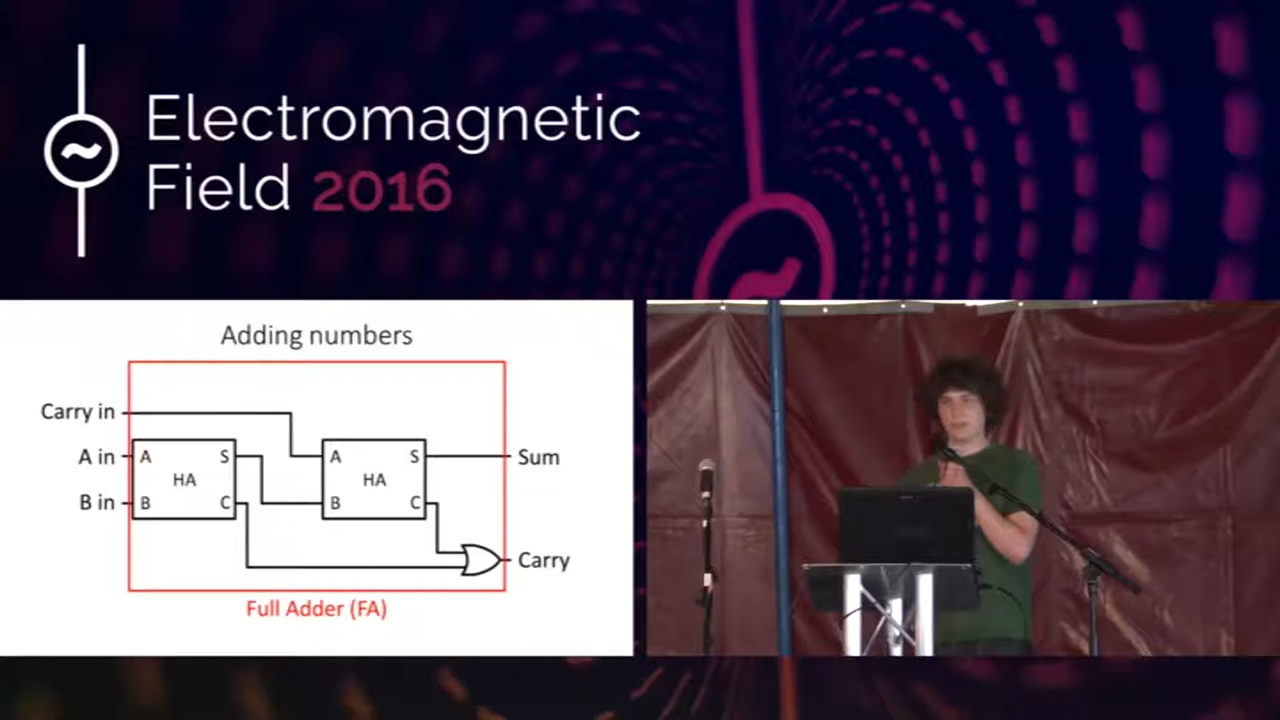 Electromagnetic
Field 2016
Adding numbers
Carry in
A in
B in
A
S
HA
B
C
A
S
HA
B
C
Sum
Carry
Full Adder (FA)